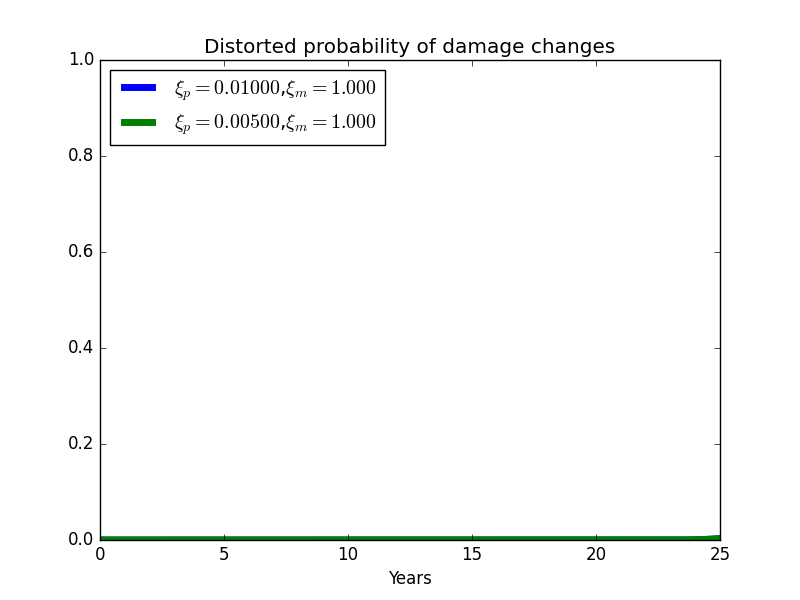 Distorted probability of damage changes
1.0
ξₚ = 0.01000,ξₘ = 1.000
ξₚ = 0.00500,ξₘ = 1.000
0.8
0.6
0.4
0.2
0.0
0 5 10 15 20 25
Years